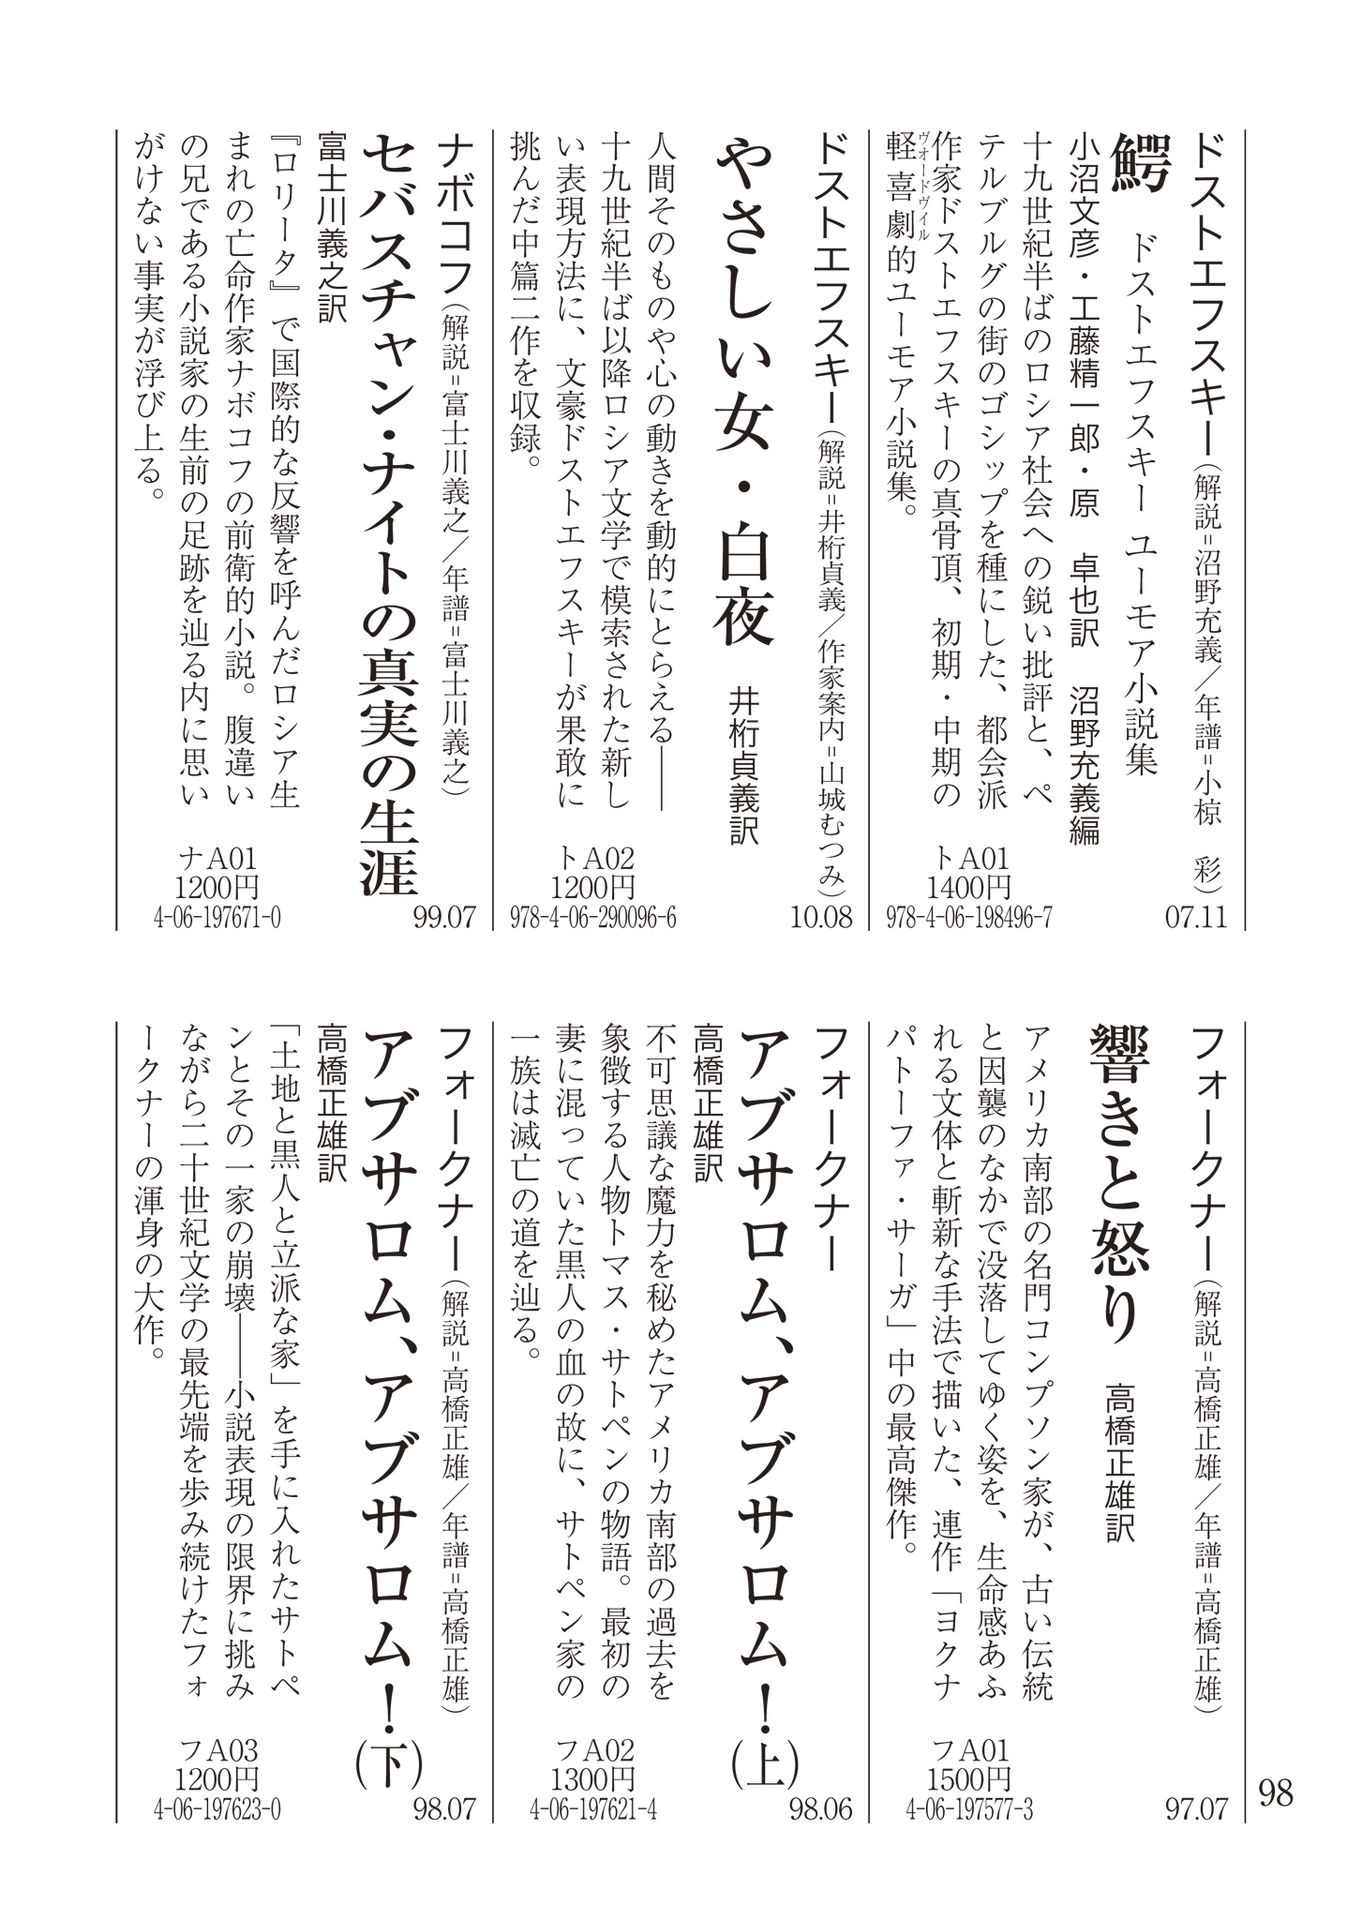 ドストエフスキー(解説=沼野充義/年譜=小椋 彩)
鰐 ドストエフスキー ユーモア小説集
小沼文彦・工藤精一郎・原 卓也訳 沼野充義編
十九世紀半ばのロシア社会への鋭い批評と、ペ
テルブルグの街のゴシップを種にした、都会派
作家ドストエフスキーの真骨頂、初期・中期の
軽喜劇的ユーモア小説集。
ヴォードヴイル
トA01
1400円
978-4-06-198496-7
07.11
ドストエフスキー(解説=井桁貞義/作家案内=山城むつみ)
やさしい女・白夜 井桁貞義訳
人間そのものや心の動きを動的にとらえる――
十九世紀半ば以降ロシア文学で模索された新し
い表現方法に、文豪ドストエフスキーが果敢に
挑んだ中篇二作を収録。
トA02
1200円
978-4-06-290096-6
10.08
ナボコフ(解説=富士川義之/年譜=富士川義之)
セバスチャン・ナイトの真実の生涯
富士川義之訳
『ロリータ』で国際的な反響を呼んだロシア生
まれの亡命作家ナボコフの前衛的小説。腹違い
の兄である小説家の生前の足跡を辿る内に思い
がけない事実が浮び上る。
ナA01
1200円
4-06-197671-0
99.07
フォークナー(解説=高橋正雄/年譜=高橋正雄)
響きと怒り 高橋正雄訳
アメリカ南部の名門コンプソン家が、古い伝統
と因襲のなかで没落してゆく姿を、生命感あふ
れる文体と斬新な手法で描いた、連作「ヨクナ
パトーファ・サーガ」中の最高傑作。
フA01
1500円
4-06-197577-3
97.07
フォークナー
アブサロム、アブサロム!(上)
高橋正雄訳
不可思議な魔力を秘めたアメリカ南部の過去を
象徴する人物トマス・サトペンの物語。最初の
妻に混っていた黒人の血の故に、サトペン家の
一族は滅亡の道を辿る。
フA02
1300円
4-06-197621-4
98.06
フォークナー(解説=高橋正雄/年譜=高橋正雄)
アブサロム、アブサロム!(下)
高橋正雄訳
「土地と黒人と立派な家」を手に入れたサトペ
ンとその一家の崩壊――小説表現の限界に挑み
ながら二十世紀文学の最先端を歩み続けたフォ
ークナーの渾身の大作。
フA03
1200円
4-06-197623-0
98.07
98